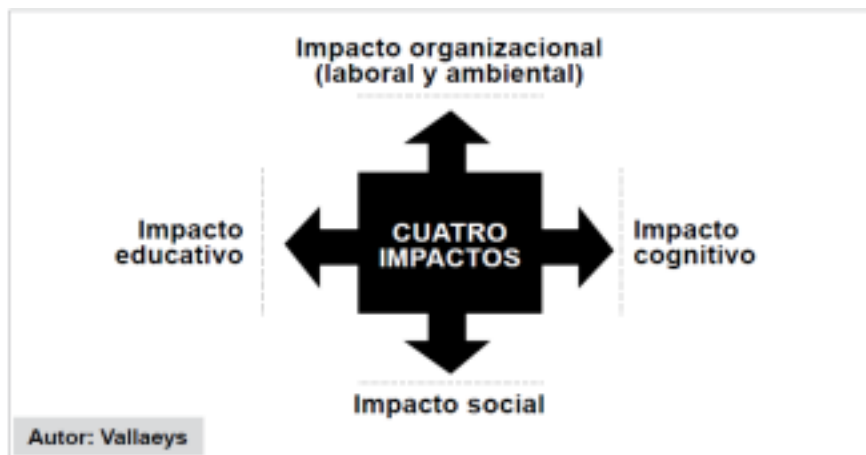 Impacto organizacional
(laboral y ambiental)
Impacto
educativo
CUATRO
IMPACTOS
Impacto
cognitivo
Impacto social
Autor: Vallaeys